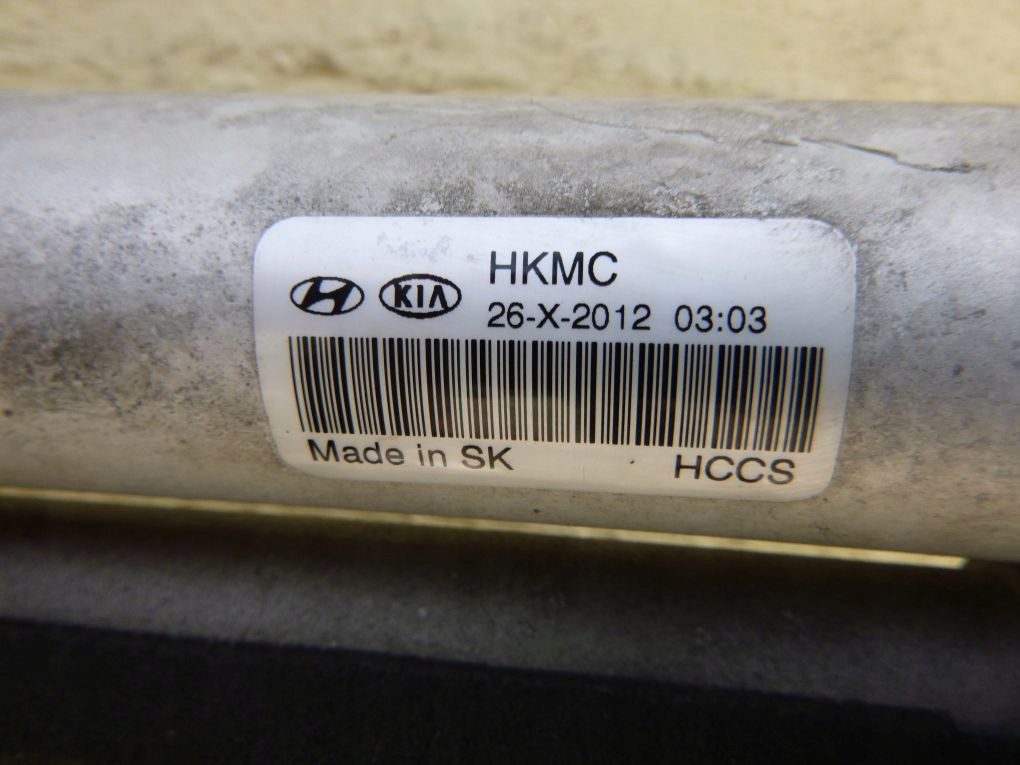 KIA
HKMC
26-X-2012 03:03
Made in SK
HCCS